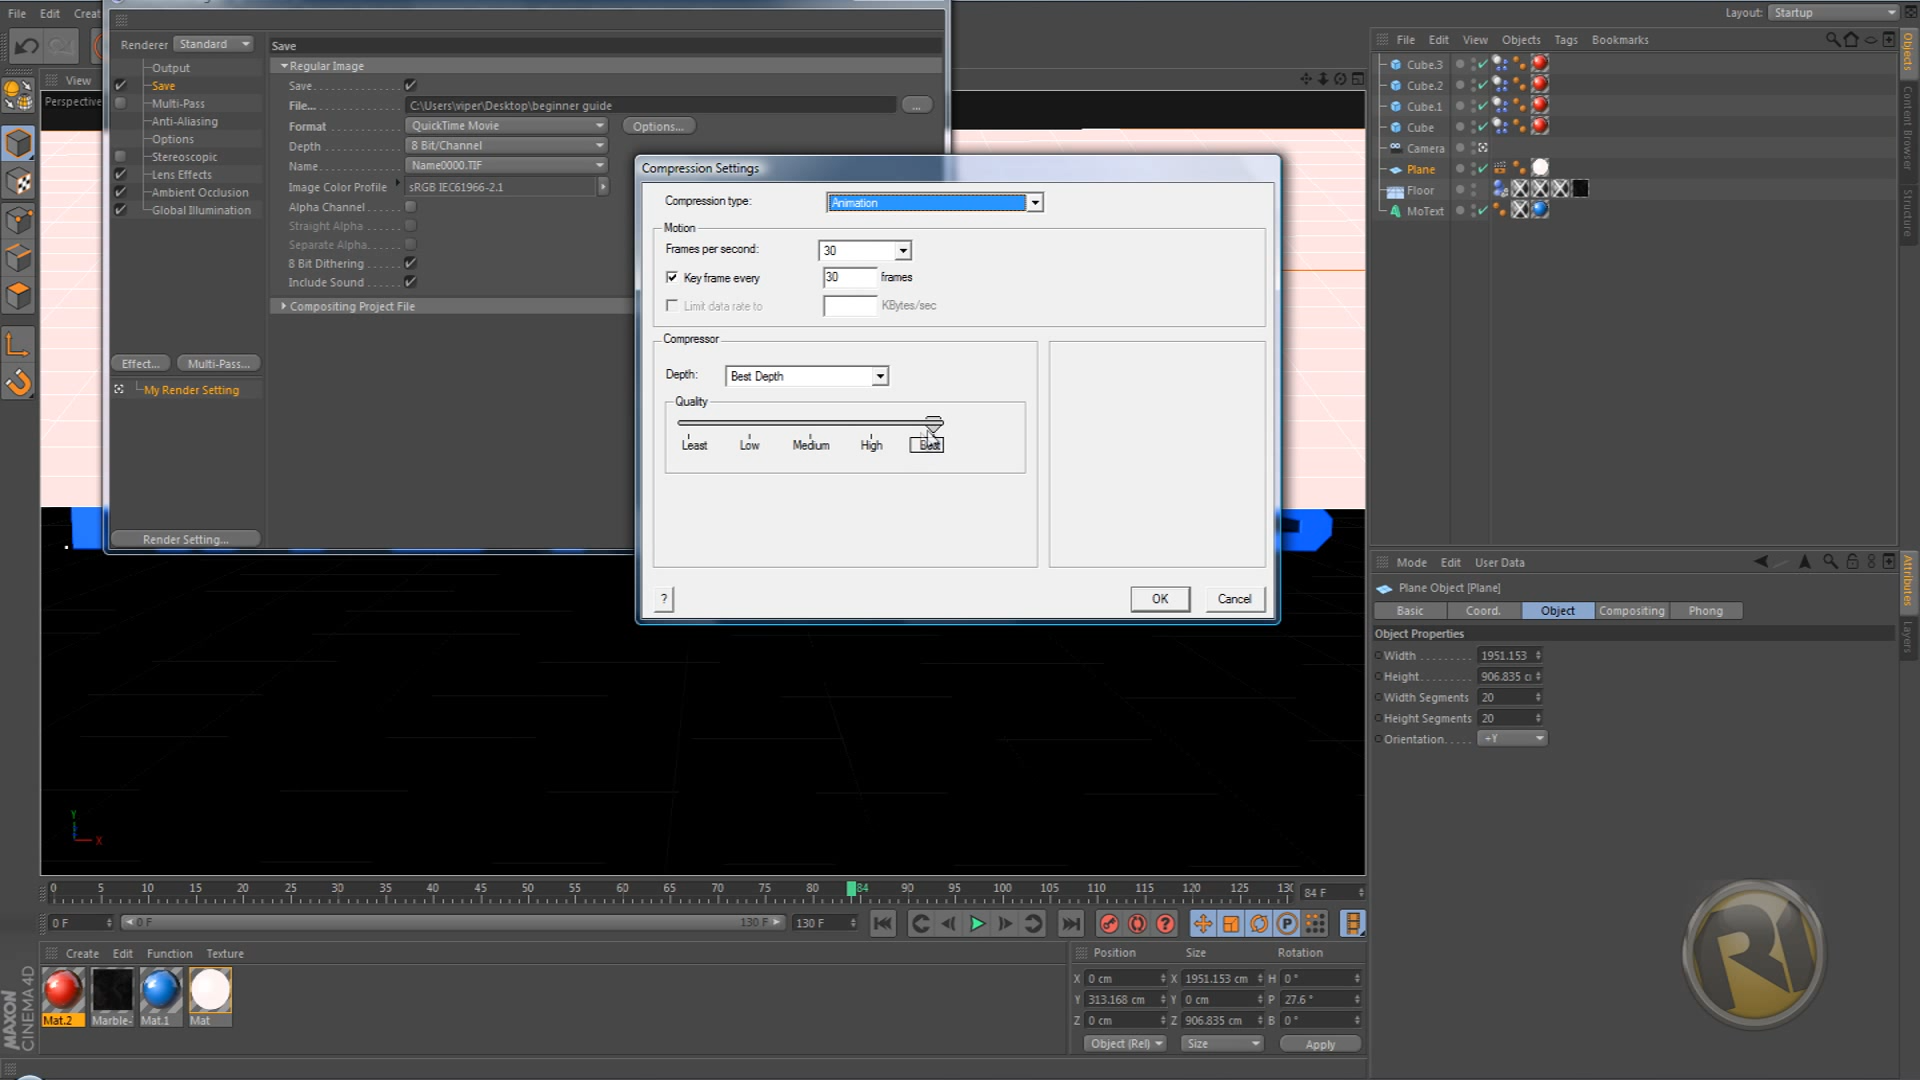 File Edit Creat
Layout: Startup
Renderer Standard
Save
File Edit View Objects Tags Bookmarks
Output
Save
Multi-Pass
Anti-Aliasing
Options
Stereoscopic
Lens Effects
Ambient Occlusion
Global Illumination
Effect... Multi-Pass...
My Render Setting
Render Setting...
View
Perspective
Regular Image
Save
File... C:\Users\viper\Desktop\beginner guide ...
Format QuickTime Movie Options...
Depth 8 Bit/Channel
Name Name0000.TIF
Image Color Profile sRGB IEC61966-2.1
Alpha Channel
Straight Alpha
Separate Alpha
8 Bit Dithering
Include Sound
Compositing Project File
Compression Settings
Compression type: Animation
Motion
Frames per second: 30
Key frame every 30 frames
Limit data rate to KBytes/sec
Compressor
Depth: Best Depth
Quality
Least Low Medium High Best
? OK Cancel
Cube.3
Cube.2
Cube.1
Cube
Camera
Plane
Floor
MoText
Objects
Content Browser
Structure
Attributes
Layers
Mode Edit User Data
Plane Object [Plane]
Basic Coord. Object Compositing Phong
Object Properties
Width 1951.153
Height 906.835 c
Width Segments 20
Height Segments 20
Orientation +Y
Y
X
0 5 10 15 20 25 30 35 40 45 50 55 60 65 70 75 80 84 90 95 100 105 110 115 120 125 130 84 F
0 F 0 F 130 F 130 F
Create Edit Function Texture
Mat.2 Marble- Mat.1 Mat
Position Size Rotation
X 0 cm X 1951.153 cm H 0 °
Y 313.168 cm Y 0 cm P 27.6 °
Z 0 cm Z 906.835 cm B 0 °
Object (Rel) Size Apply
MAXON
CINEMA 4D